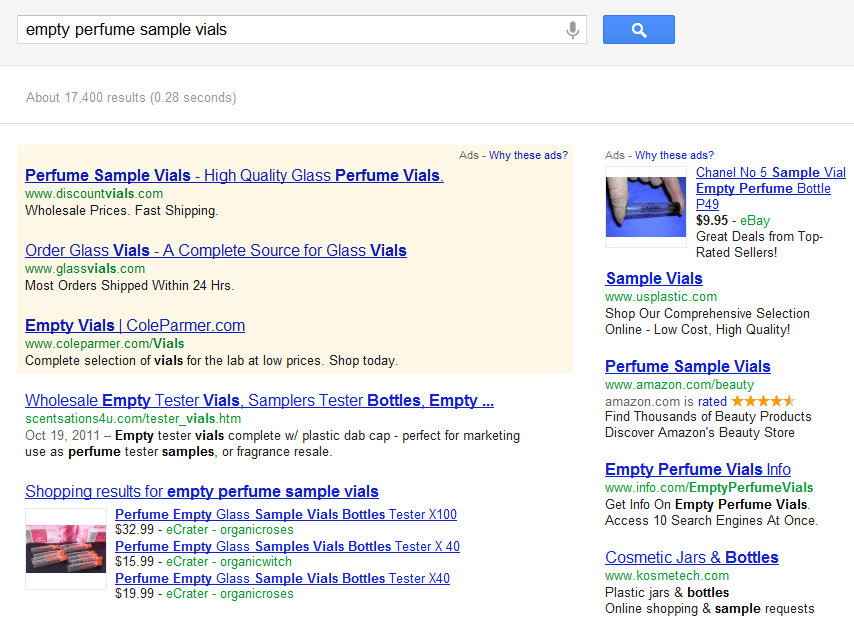 empty perfume sample vials
About 17,400 results (0.28 seconds)
Ads - Why these ads?
Perfume Sample Vials - High Quality Glass Perfume Vials.
www.discountvials.com
Wholesale Prices. Fast Shipping.
Order Glass Vials - A Complete Source for Glass Vials
www.glassvials.com
Most Orders Shipped Within 24 Hrs.
Empty Vials | ColeParmer.com
www.coleparmer.com/Vials
Complete selection of vials for the lab at low prices. Shop today.
Wholesale Empty Tester Vials, Samplers Tester Bottles, Empty ...
scentsations4u.com/tester_vials.htm
Oct 19, 2011 – Empty tester vials complete w/ plastic dab cap - perfect for marketing
use as perfume tester samples, or fragrance resale.
Shopping results for empty perfume sample vials
Perfume Empty Glass Sample Vials Bottles Tester X100
$32.99 - eCrater - organicroses
Perfume Empty Glass Samples Vials Bottles Tester X 40
$15.99 - eCrater - organicwitch
Perfume Empty Glass Sample Vials Bottles Tester X40
$19.99 - eCrater - organicroses
Ads - Why these ads?
Chanel No 5 Sample Vial
Empty Perfume Bottle
P49
$9.95 - eBay
Great Deals from Top-
Rated Sellers!
Sample Vials
www.usplastic.com
Shop Our Comprehensive Selection
Online - Low Cost, High Quality!
Perfume Sample Vials
www.amazon.com/beauty
amazon.com is rated
Find Thousands of Beauty Products
Discover Amazon's Beauty Store
Empty Perfume Vials Info
www.info.com/EmptyPerfumeVials
Get Info On Empty Perfume Vials.
Access 10 Search Engines At Once.
Cosmetic Jars & Bottles
www.kosmetech.com
Plastic jars & bottles
Online shopping & sample requests